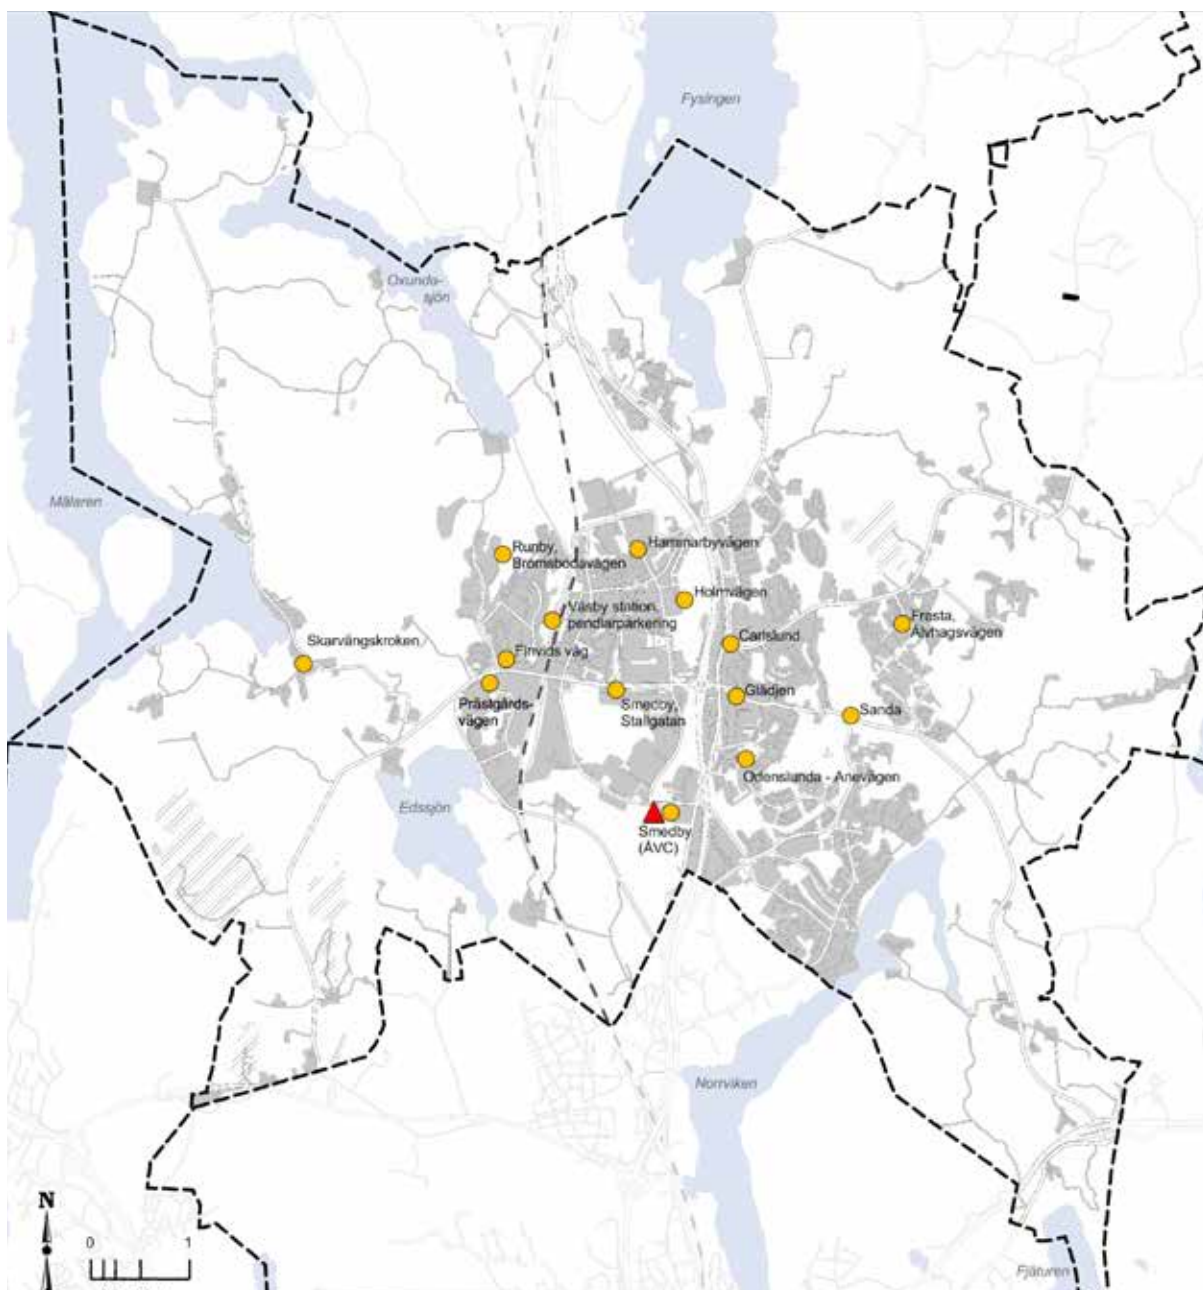 Fysingen
Oxunda-
sjön
Mälaren
Hammarbyvägen
Runby,
Bromsbodavägen
Holmvägen
Väsby station,
pendlarparkering
Fresta,
Älvhagsvägen
Carlslund
Skarvängskroken
Finvids väg
Glädjen
Prästgårds-
vägen
Smedby,
Stallgatan
Sanda
Odenslunda - Anevägen
Edssjön
Smedby
(ÅVC)
Norrviken
N
0 1
Fjäturen